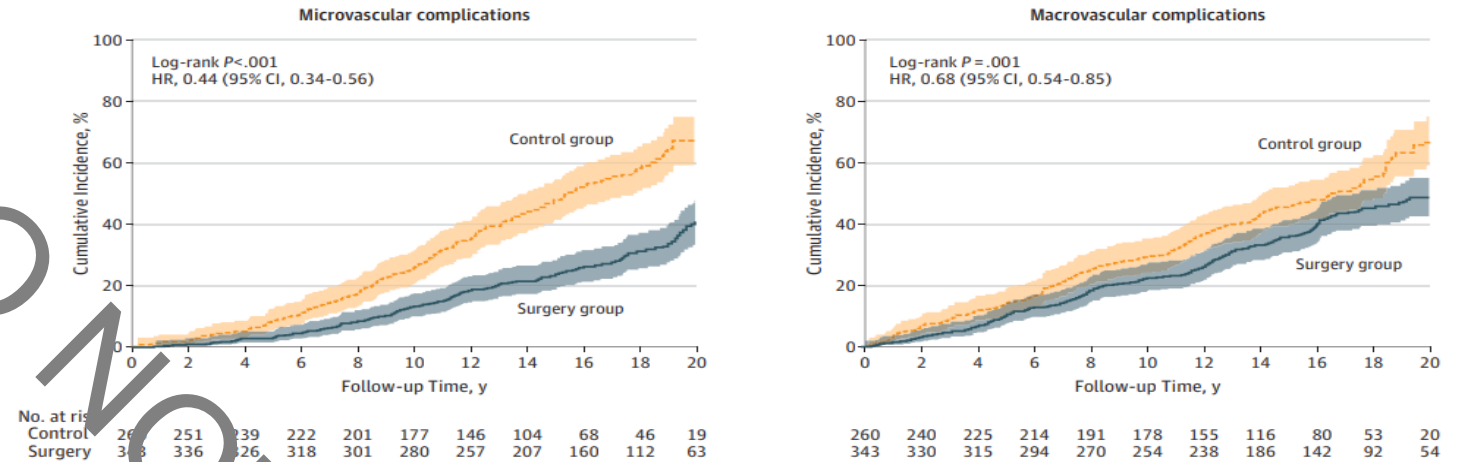 Microvascular complications
100
80
60
40
20
0
Cumulative Incidence, %
Log-rank P<.001
HR, 0.44 (95% CI, 0.34-0.56)
Control group
Surgery group
0 2 4 6 8 10 12 14 16 18 20
Follow-up Time, y
No. at
Control 251 222 201 177 146 104 68 46 19
Surgery 336 318 301 280 257 207 160 112 63
Macrovascular complications
100
80
60
40
20
0
Cumulative Incidence, %
Log-rank P = .001
HR, 0.68 (95% CI, 0.54-0.85)
Control group
Surgery group
0 2 4 6 8 10 12 14 16 18 20
Follow-up Time, y
260 240 225 214 191 178 155 116 80 53 20
343 330 315 294 270 254 238 186 142 92 54
NO